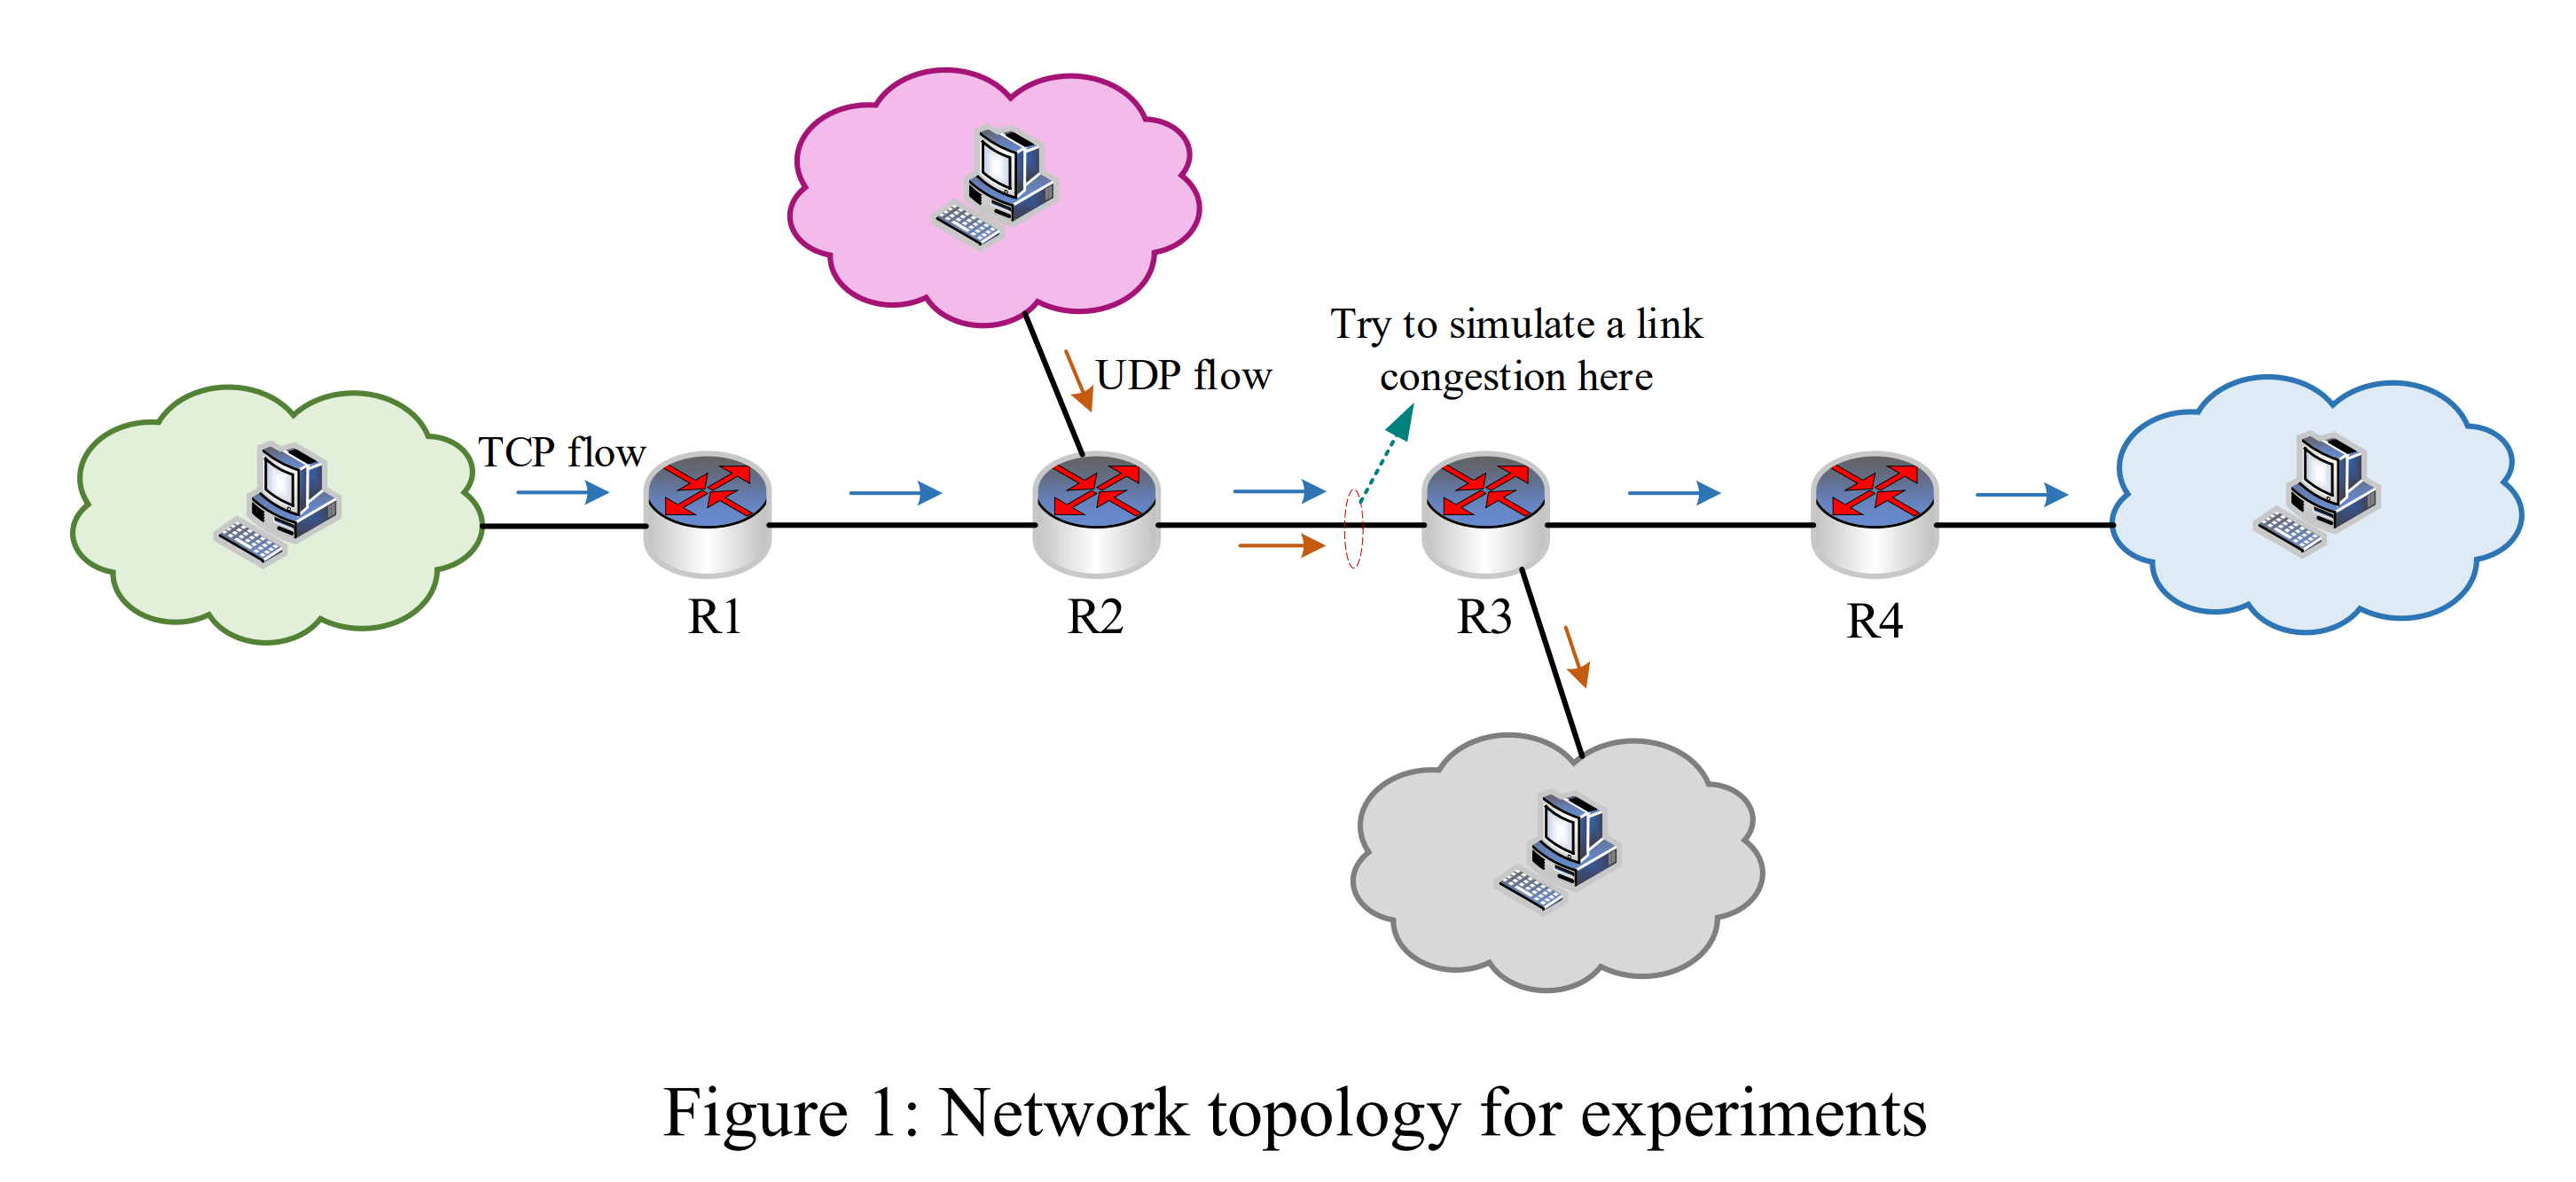 Try to simulate a link
congestion here
UDP flow
TCP flow
R1
R2
R3
R4
Figure 1: Network topology for experiments